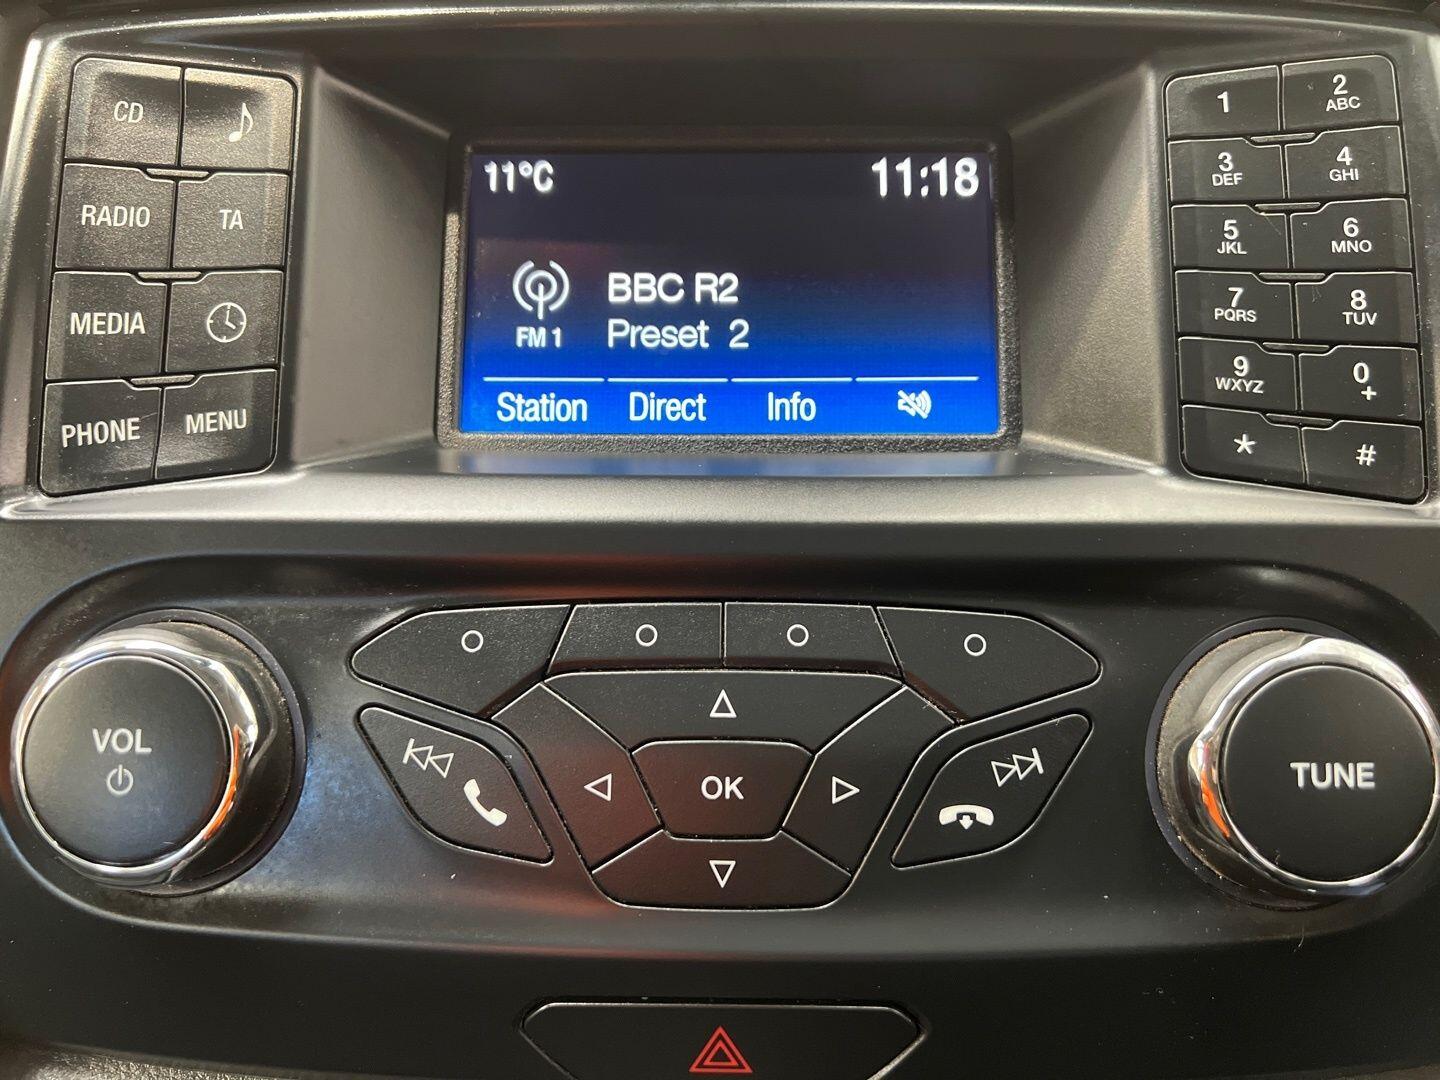 CD
RADIO TA
MEDIA
PHONE MENU
11°C 11:18
BBC R2
FM 1 Preset 2
Station Direct Info
1 2 ABC
3 DEF 4 GHI
5 JKL 6 MNO
7 PQRS 8 TUV
9 WXYZ 0 +
* #
VOL
OK
TUNE